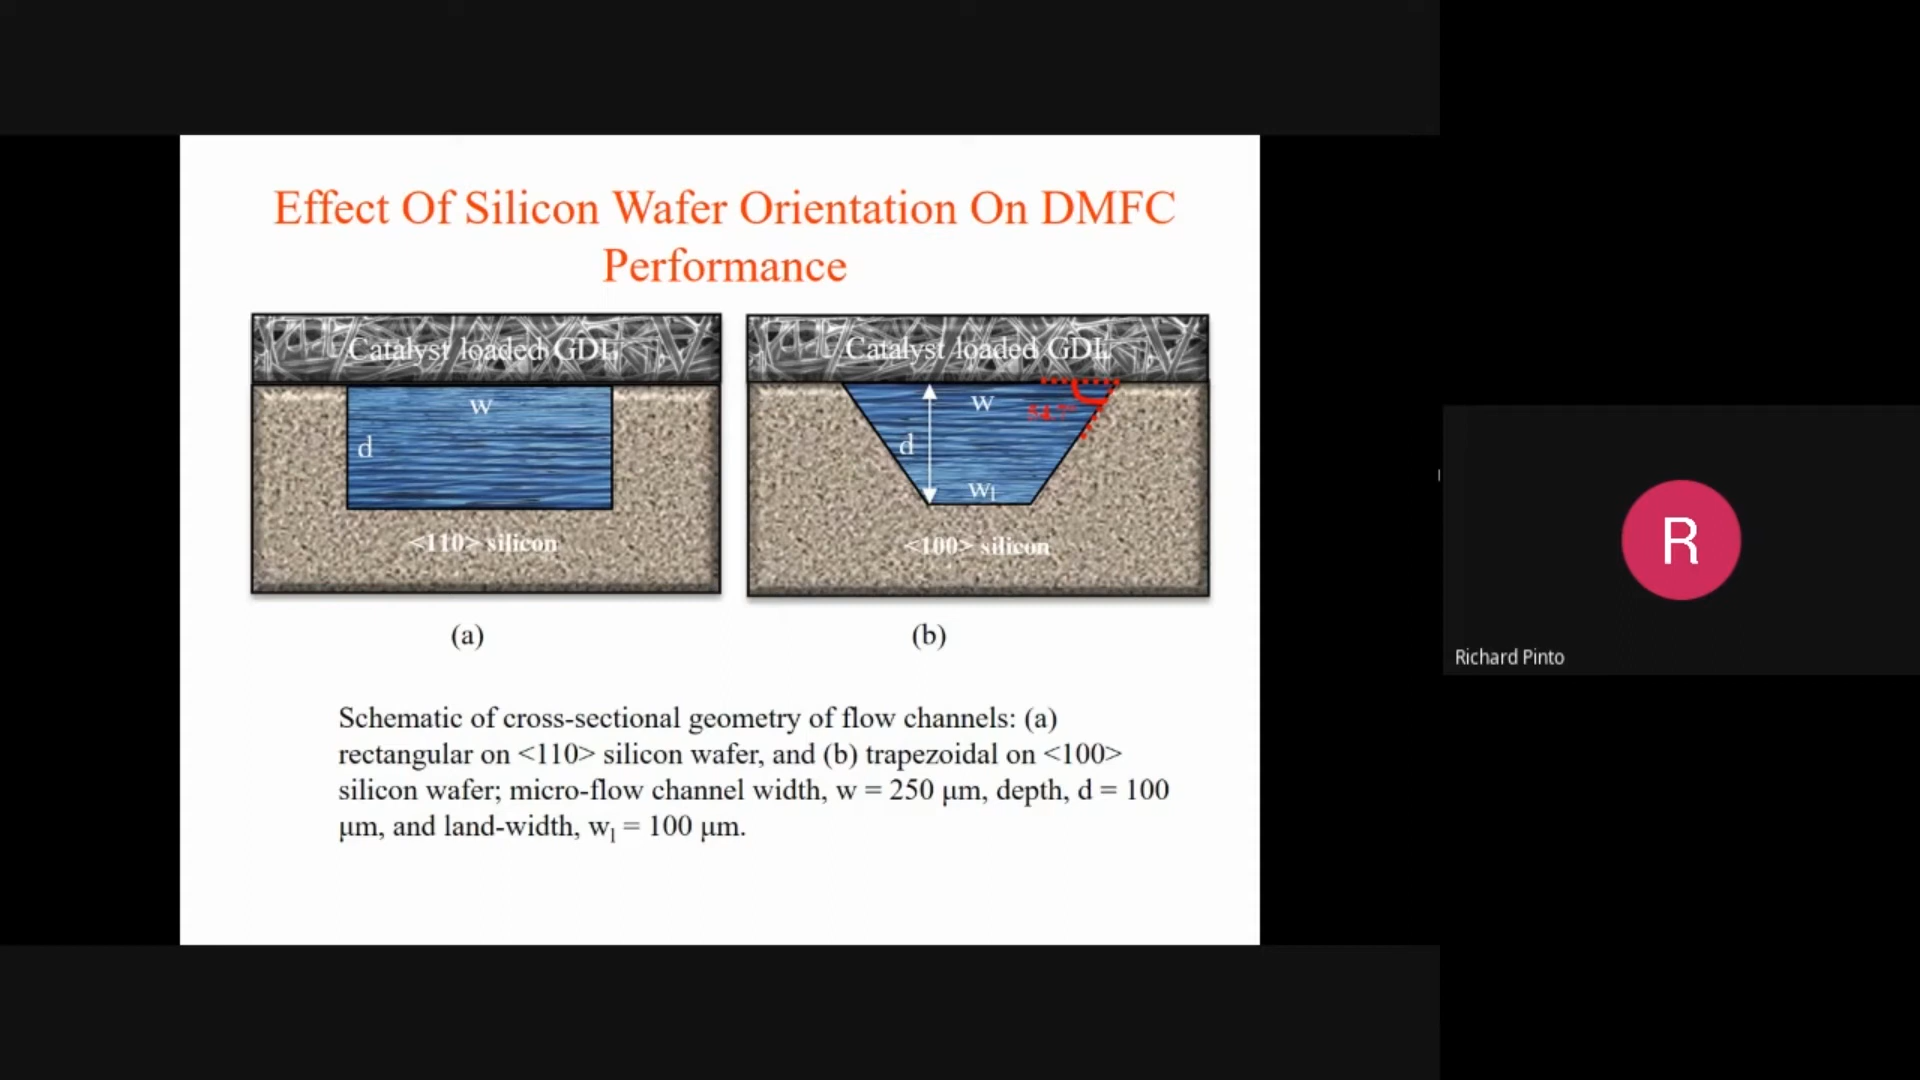 Effect Of Silicon Wafer Orientation On DMFC
Performance
Catalyst loaded GDL
w
d
<110> silicon
(a)
Catalyst loaded GDL
w
54.7°
d
wl
<100> silicon
(b)
Schematic of cross-sectional geometry of flow channels: (a)
rectangular on <110> silicon wafer, and (b) trapezoidal on <100>
silicon wafer; micro-flow channel width, w = 250 μm, depth, d = 100
μm, and land-width, wl = 100 μm.
R
Richard Pinto